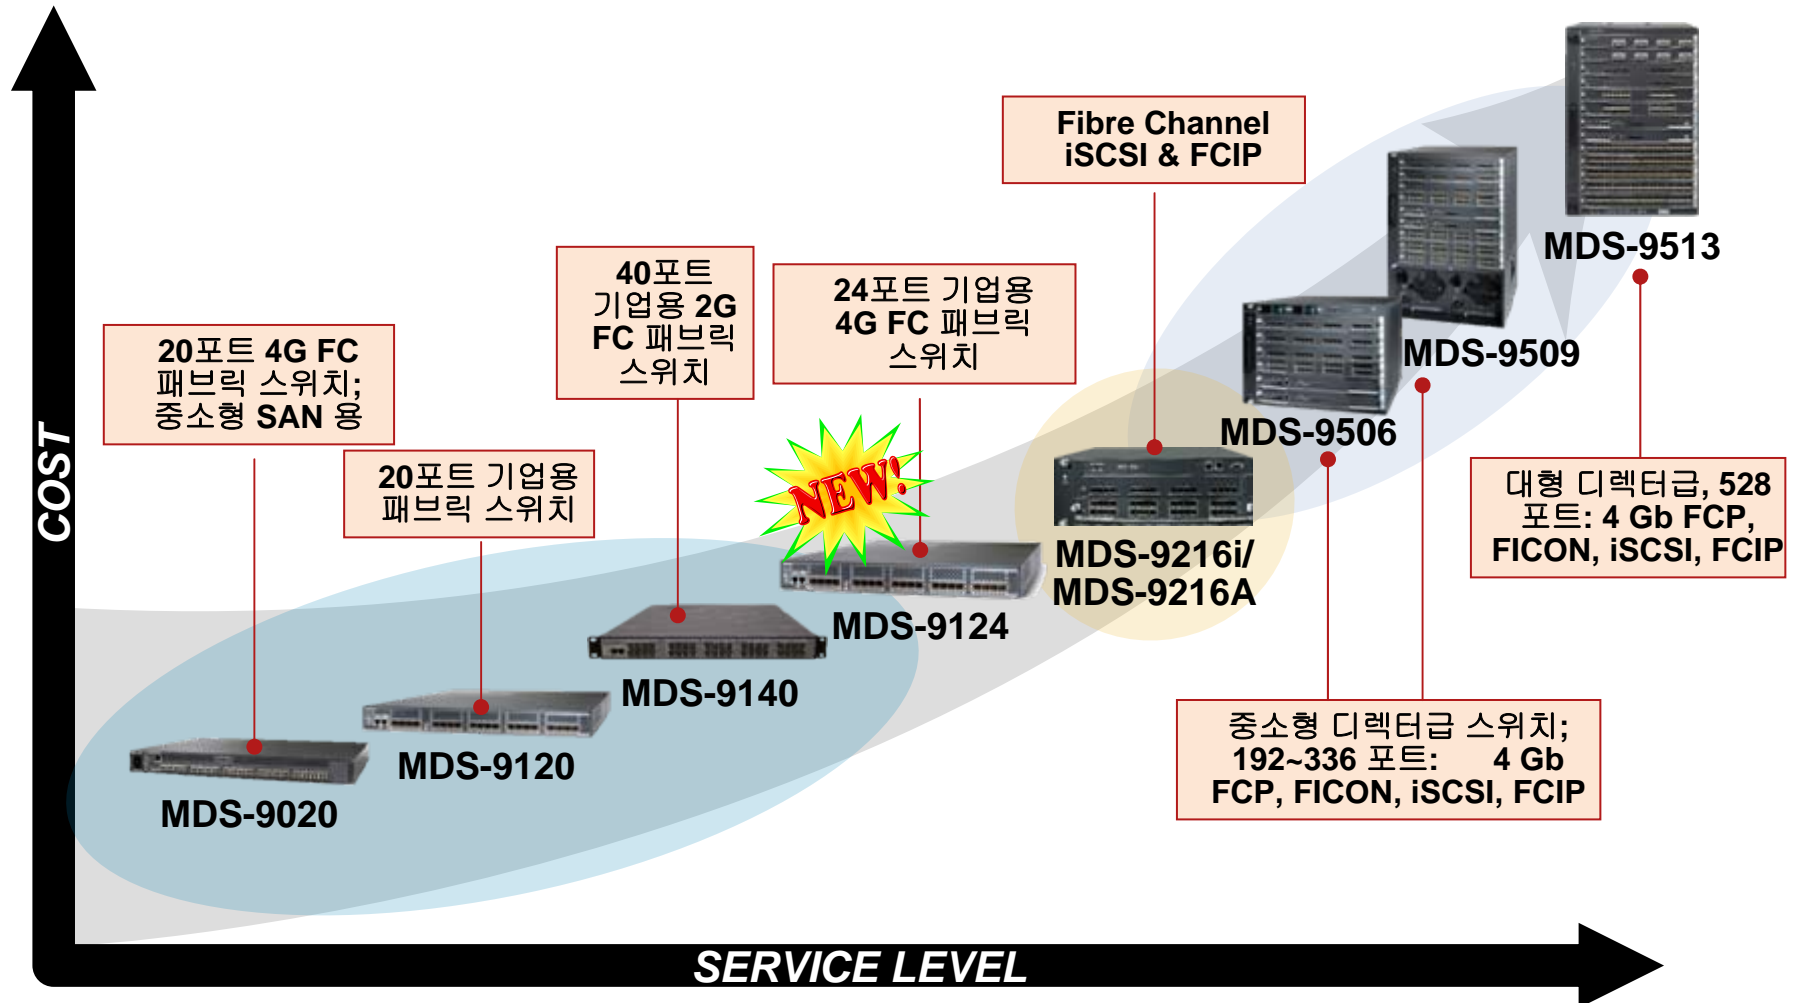 COST
20포트 4G FC
패브릭 스위치;
중소형 SAN 용
MDS-9020
20포트 기업용
패브릭 스위치
MDS-9120
40포트
기업용 2G
FC 패브릭
스위치
MDS-9140
24포트 기업용
4G FC 패브릭
스위치
NEW!
MDS-9124
Fibre Channel
iSCSI & FCIP
MDS-9216i/
MDS-9216A
MDS-9506
MDS-9509
중소형 디렉터급 스위치;
192~336 포트: 4 Gb
FCP, FICON, iSCSI, FCIP
MDS-9513
대형 디렉터급, 528
포트: 4 Gb FCP,
FICON, iSCSI, FCIP
SERVICE LEVEL